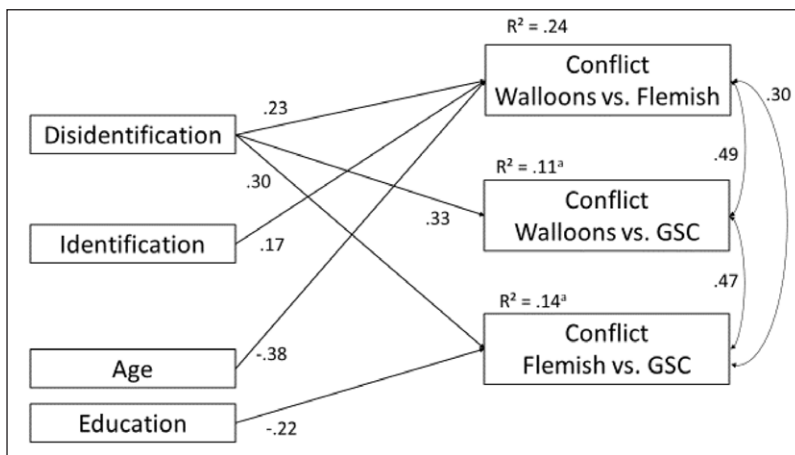 R² = .24
Conflict
Walloons vs. Flemish
.30
.23
Disidentification
.49
R² = .11ᵃ
.30
Conflict
Walloons vs. GSC
.33
Identification
.17
.47
R² = .14ᵃ
Conflict
Flemish vs. GSC
-.38
Age
Education
-.22